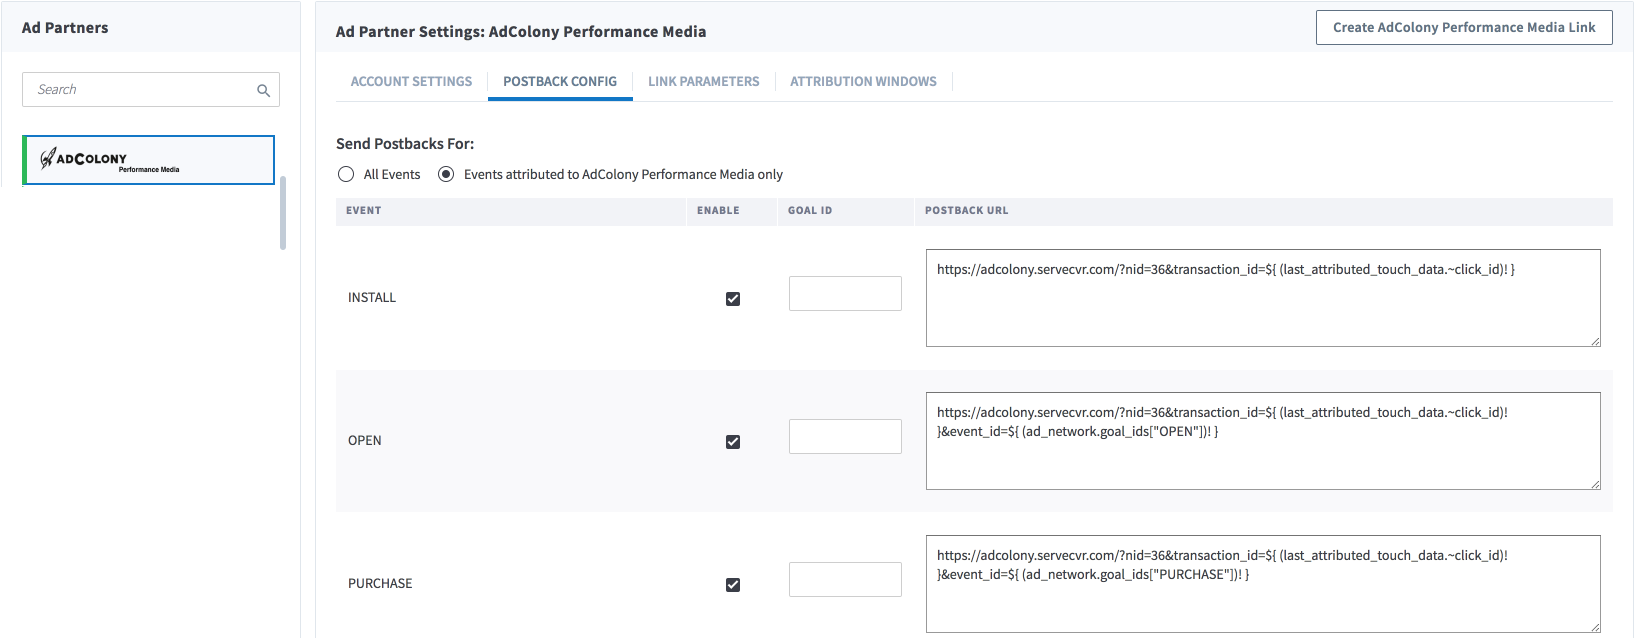 Ad Partners
Search
ADCOLONY
Performance Media
Ad Partner Settings: AdColony Performance Media
Create AdColony Performance Media Link
ACCOUNT SETTINGS
POSTBACK CONFIG
LINK PARAMETERS
ATTRIBUTION WINDOWS
Send Postbacks For:
All Events
Events attributed to AdColony Performance Media only
EVENT
ENABLE
GOAL ID
POSTBACK URL
INSTALL
https://adcolony.servecvr.com/?nid=36&transaction_id=${ (last_attributed_touch_data.~click_id)! }
OPEN
https://adcolony.servecvr.com/?nid=36&transaction_id=${ (last_attributed_touch_data.~click_id)!
}&event_id=${ (ad_network.goal_ids["OPEN"])! }
PURCHASE
https://adcolony.servecvr.com/?nid=36&transaction_id=${ (last_attributed_touch_data.~click_id)!
}&event_id=${ (ad_network.goal_ids["PURCHASE"])! }